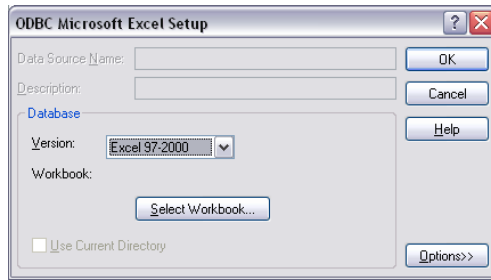 ODBC Microsoft Excel Setup
Data Source Name:
OK
Description:
Cancel
Database
Help
Version:
Excel 97-2000
Workbook:
Select Workbook...
Use Current Directory
Options>>